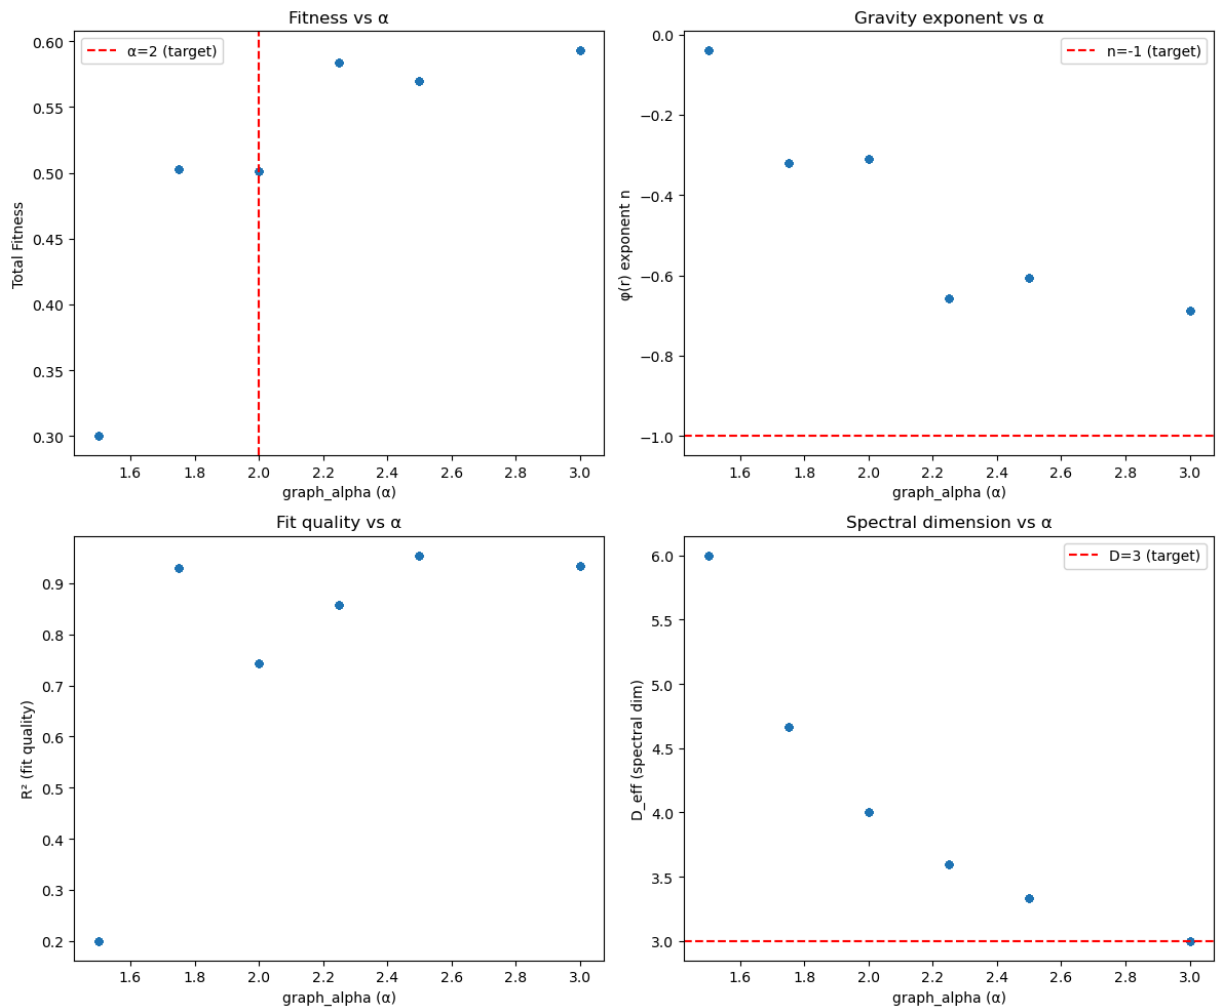 Fitness vs α
α=2 (target)
0.60
0.55
0.50
0.45
0.40
0.35
0.30
Total Fitness
1.6 1.8 2.0 2.2 2.4 2.6 2.8 3.0
graph_alpha (α)
Gravity exponent vs α
n=-1 (target)
0.0
−0.2
−0.4
−0.6
−0.8
−1.0
φ(r) exponent n
1.6 1.8 2.0 2.2 2.4 2.6 2.8 3.0
graph_alpha (α)
Fit quality vs α
0.9
0.8
0.7
0.6
0.5
0.4
0.3
0.2
R² (fit quality)
1.6 1.8 2.0 2.2 2.4 2.6 2.8 3.0
graph_alpha (α)
Spectral dimension vs α
D=3 (target)
6.0
5.5
5.0
4.5
4.0
3.5
3.0
D_eff (spectral dim)
1.6 1.8 2.0 2.2 2.4 2.6 2.8 3.0
graph_alpha (α)